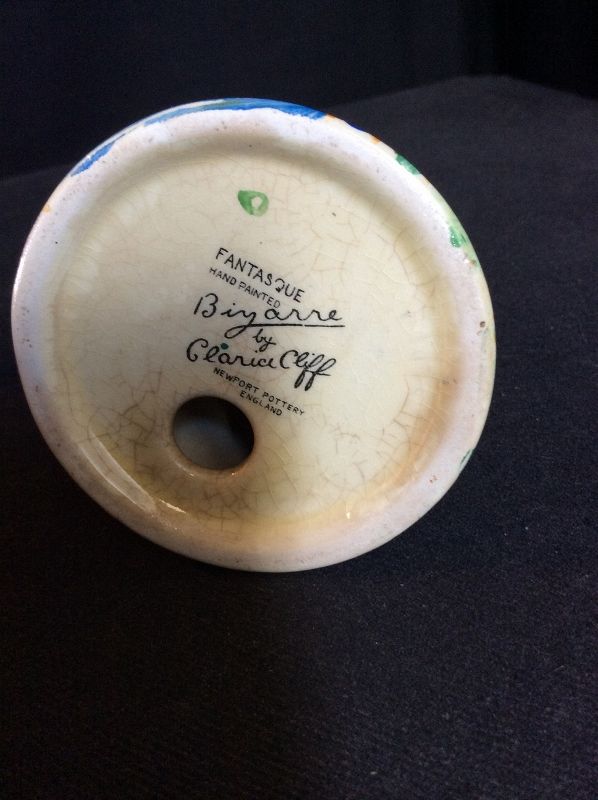 FANTASQUE
HAND PAINTED
Bizarre
by
Clarice Cliff
NEWPORT POTTERY
ENGLAND